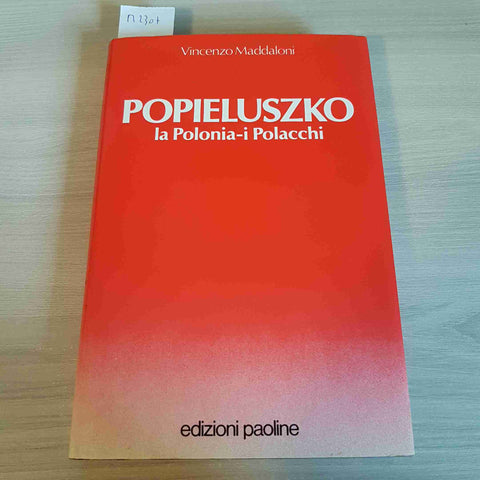 Vincenzo Maddaloni
POPIELUSZKO
la Polonia-i Polacchi
edizioni paoline